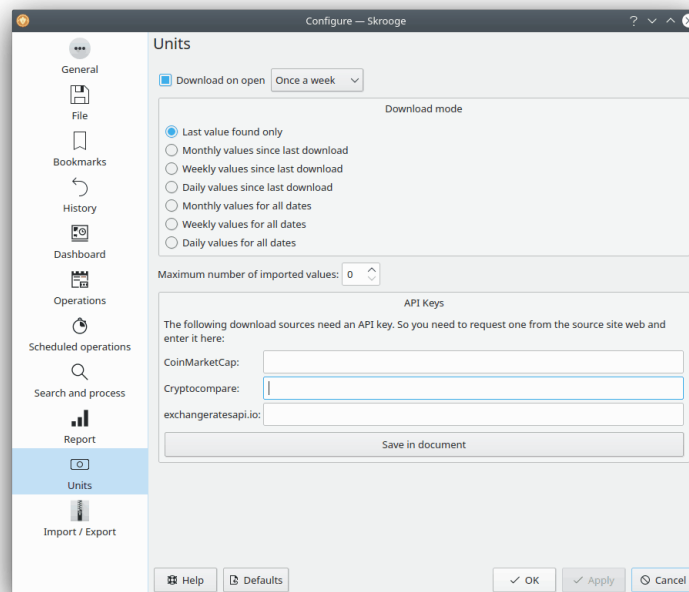 Configure — Skrooge
General
File
Bookmarks
History
Dashboard
Operations
Scheduled operations
Search and process
Report
Units
Import / Export
Units
Download on open Once a week
Download mode
Last value found only
Monthly values since last download
Weekly values since last download
Daily values since last download
Monthly values for all dates
Weekly values for all dates
Daily values for all dates
Maximum number of imported values: 0
API Keys
The following download sources need an API key. So you need to request one from the source site web and
enter it here:
CoinMarketCap:
Cryptocompare:
exchangeratesapi.io:
Save in document
Help Defaults OK Apply Cancel